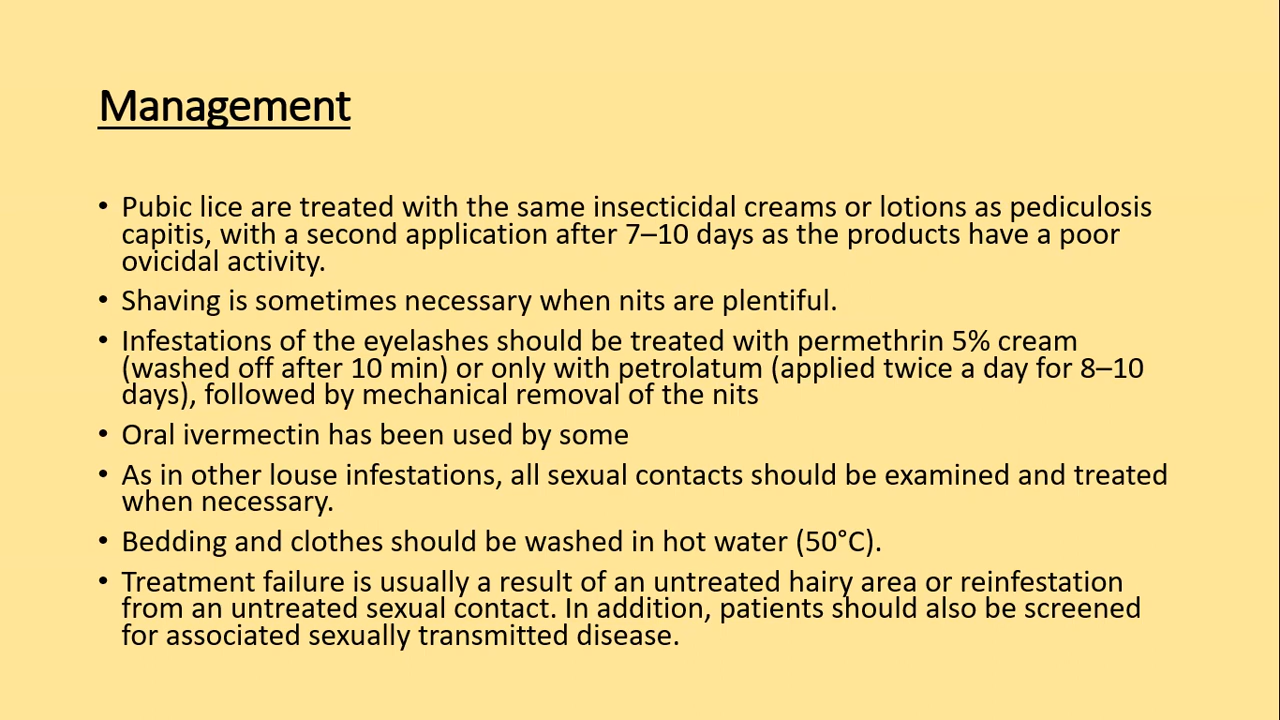 Management
• Pubic lice are treated with the same insecticidal creams or lotions as pediculosis
capitis, with a second application after 7–10 days as the products have a poor
ovicidal activity.
• Shaving is sometimes necessary when nits are plentiful.
• Infestations of the eyelashes should be treated with permethrin 5% cream
(washed off after 10 min) or only with petrolatum (applied twice a day for 8–10
days), followed by mechanical removal of the nits
• Oral ivermectin has been used by some
• As in other louse infestations, all sexual contacts should be examined and treated
when necessary.
• Bedding and clothes should be washed in hot water (50°C).
• Treatment failure is usually a result of an untreated hairy area or reinfestation
from an untreated sexual contact. In addition, patients should also be screened
for associated sexually transmitted disease.